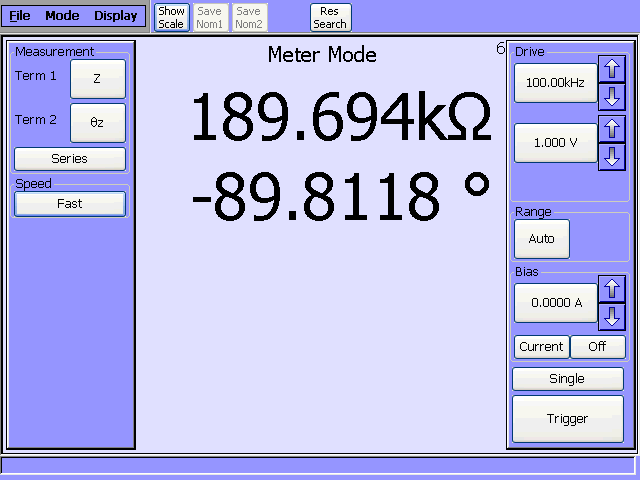 File Mode Display
Show Scale
Save Nom1
Save Nom2
Res Search
Meter Mode
6
Measurement
Term 1 Z
Term 2 θz
Series
Speed
Fast
189.694kΩ
-89.8118 °
Drive
100.00kHz
1.000 V
Range
Auto
Bias
0.0000 A
Current Off
Single
Trigger